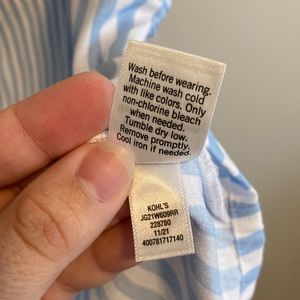 Wash before wearing.
Machine wash cold
with like colors. Only
non-chlorine bleach
when needed.
Tumble dry low.
Remove promptly.
Cool iron if needed.
KOHL'S
JG21W609RR
228780
11/21
400781717140